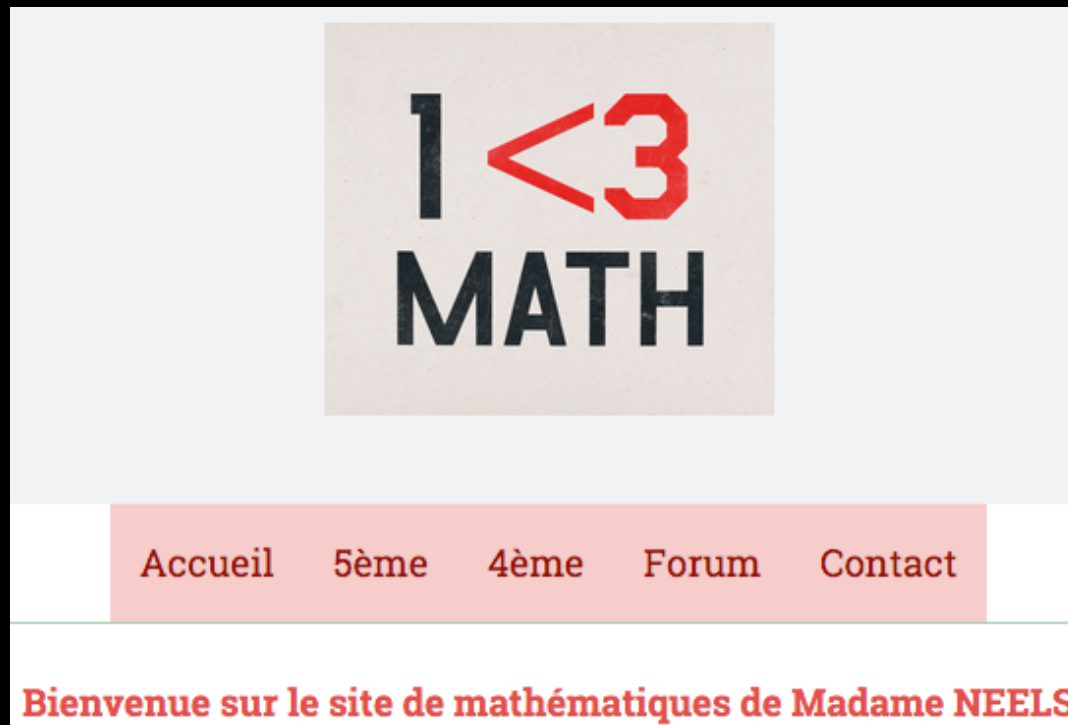 1 <3
MATH
Accueil 5ème 4ème Forum Contact
Bienvenue sur le site de mathématiques de Madame NEELS